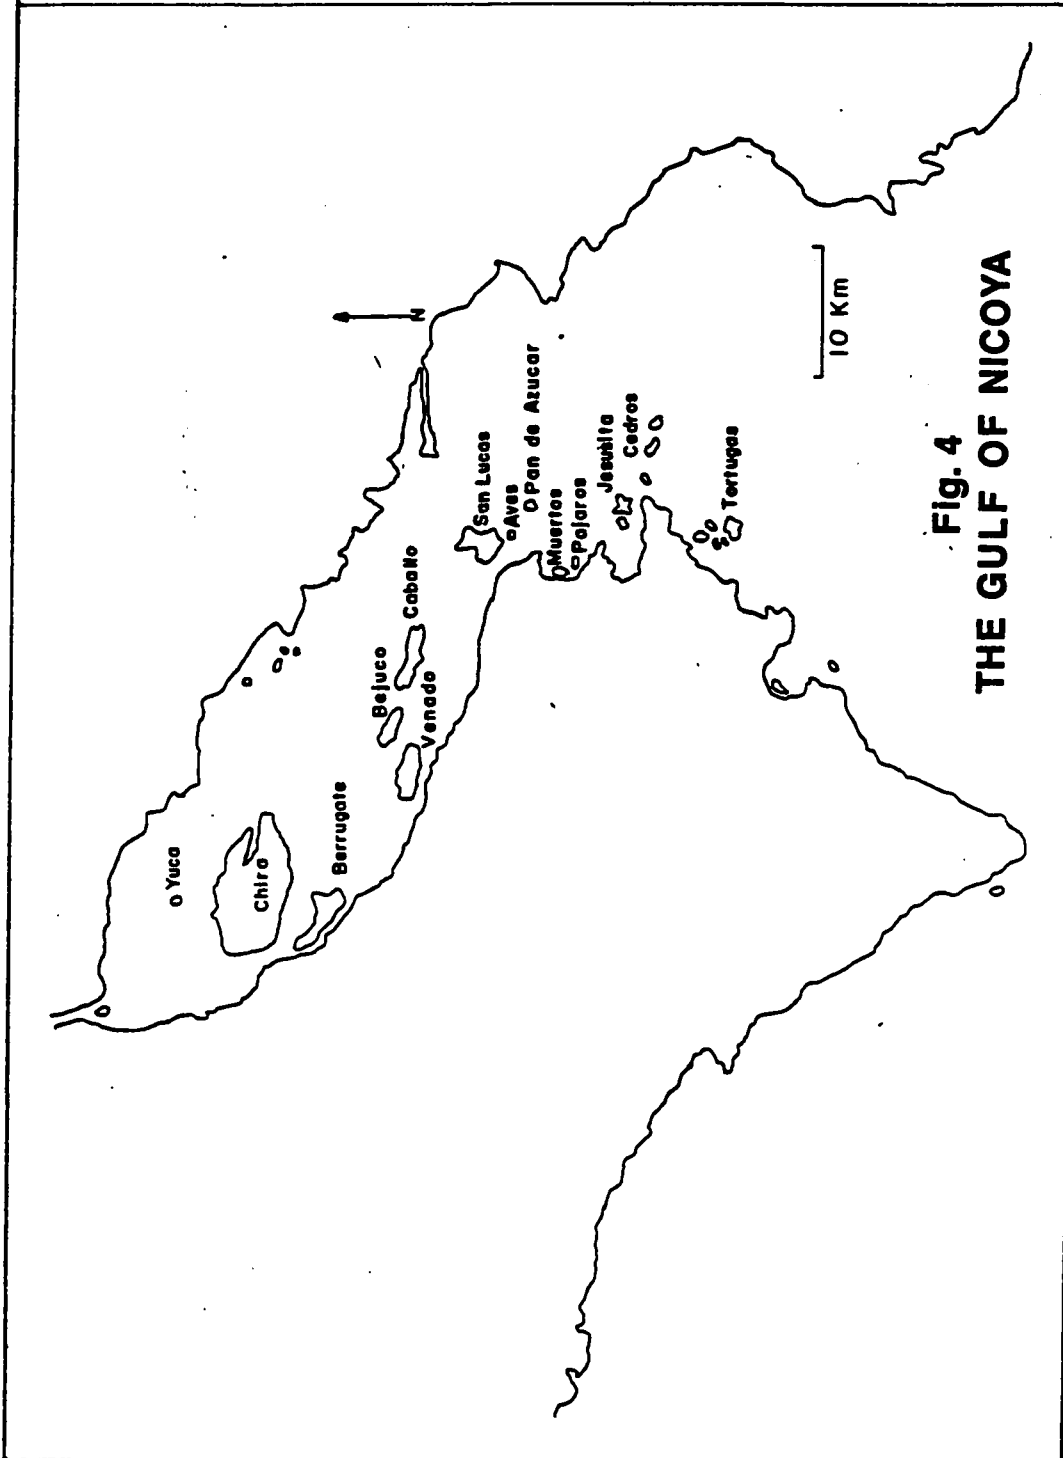 N
Yuca
Chira
Berrugate
Bejuco
Venado
Caballo
San Lucas
Aves
Pan de Azucar
Muertos
Pajaros
Jesusita
Cedros
Tortugas
10 Km
Fig. 4
THE GULF OF NICOYA